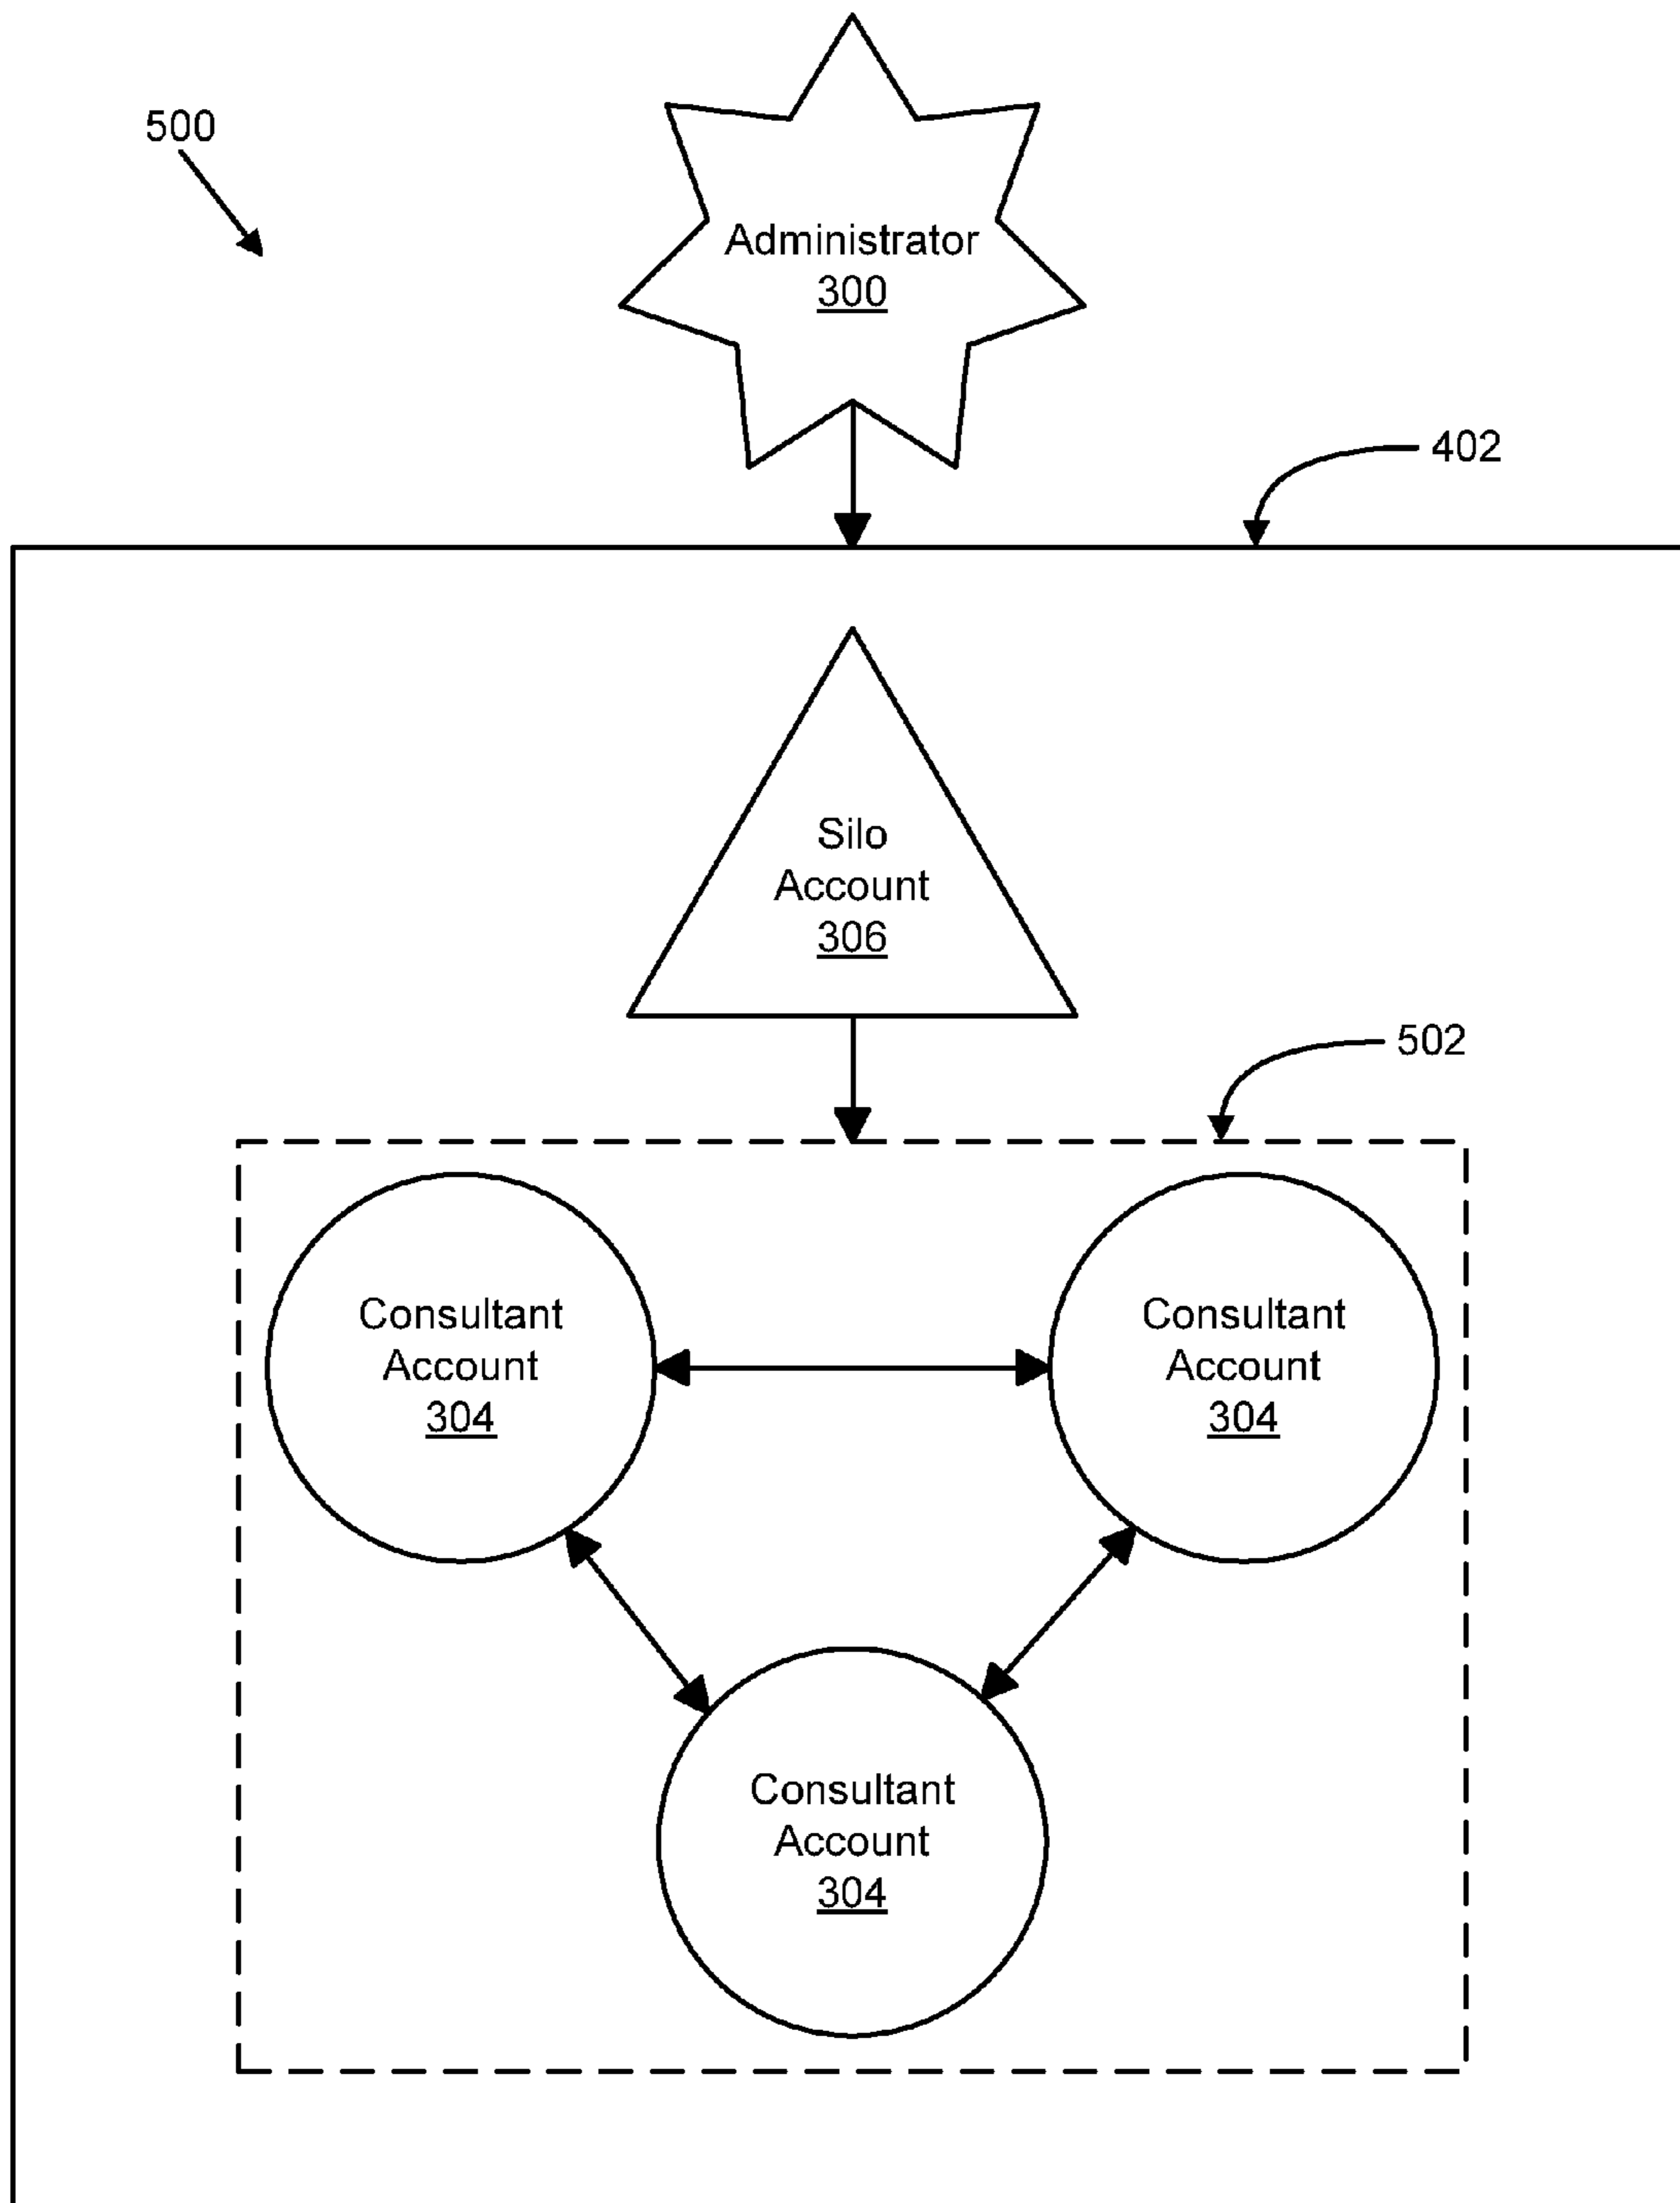 500
Administrator
300
402
Silo
Account
306
502
Consultant
Account
304
Consultant
Account
304
Consultant
Account
304